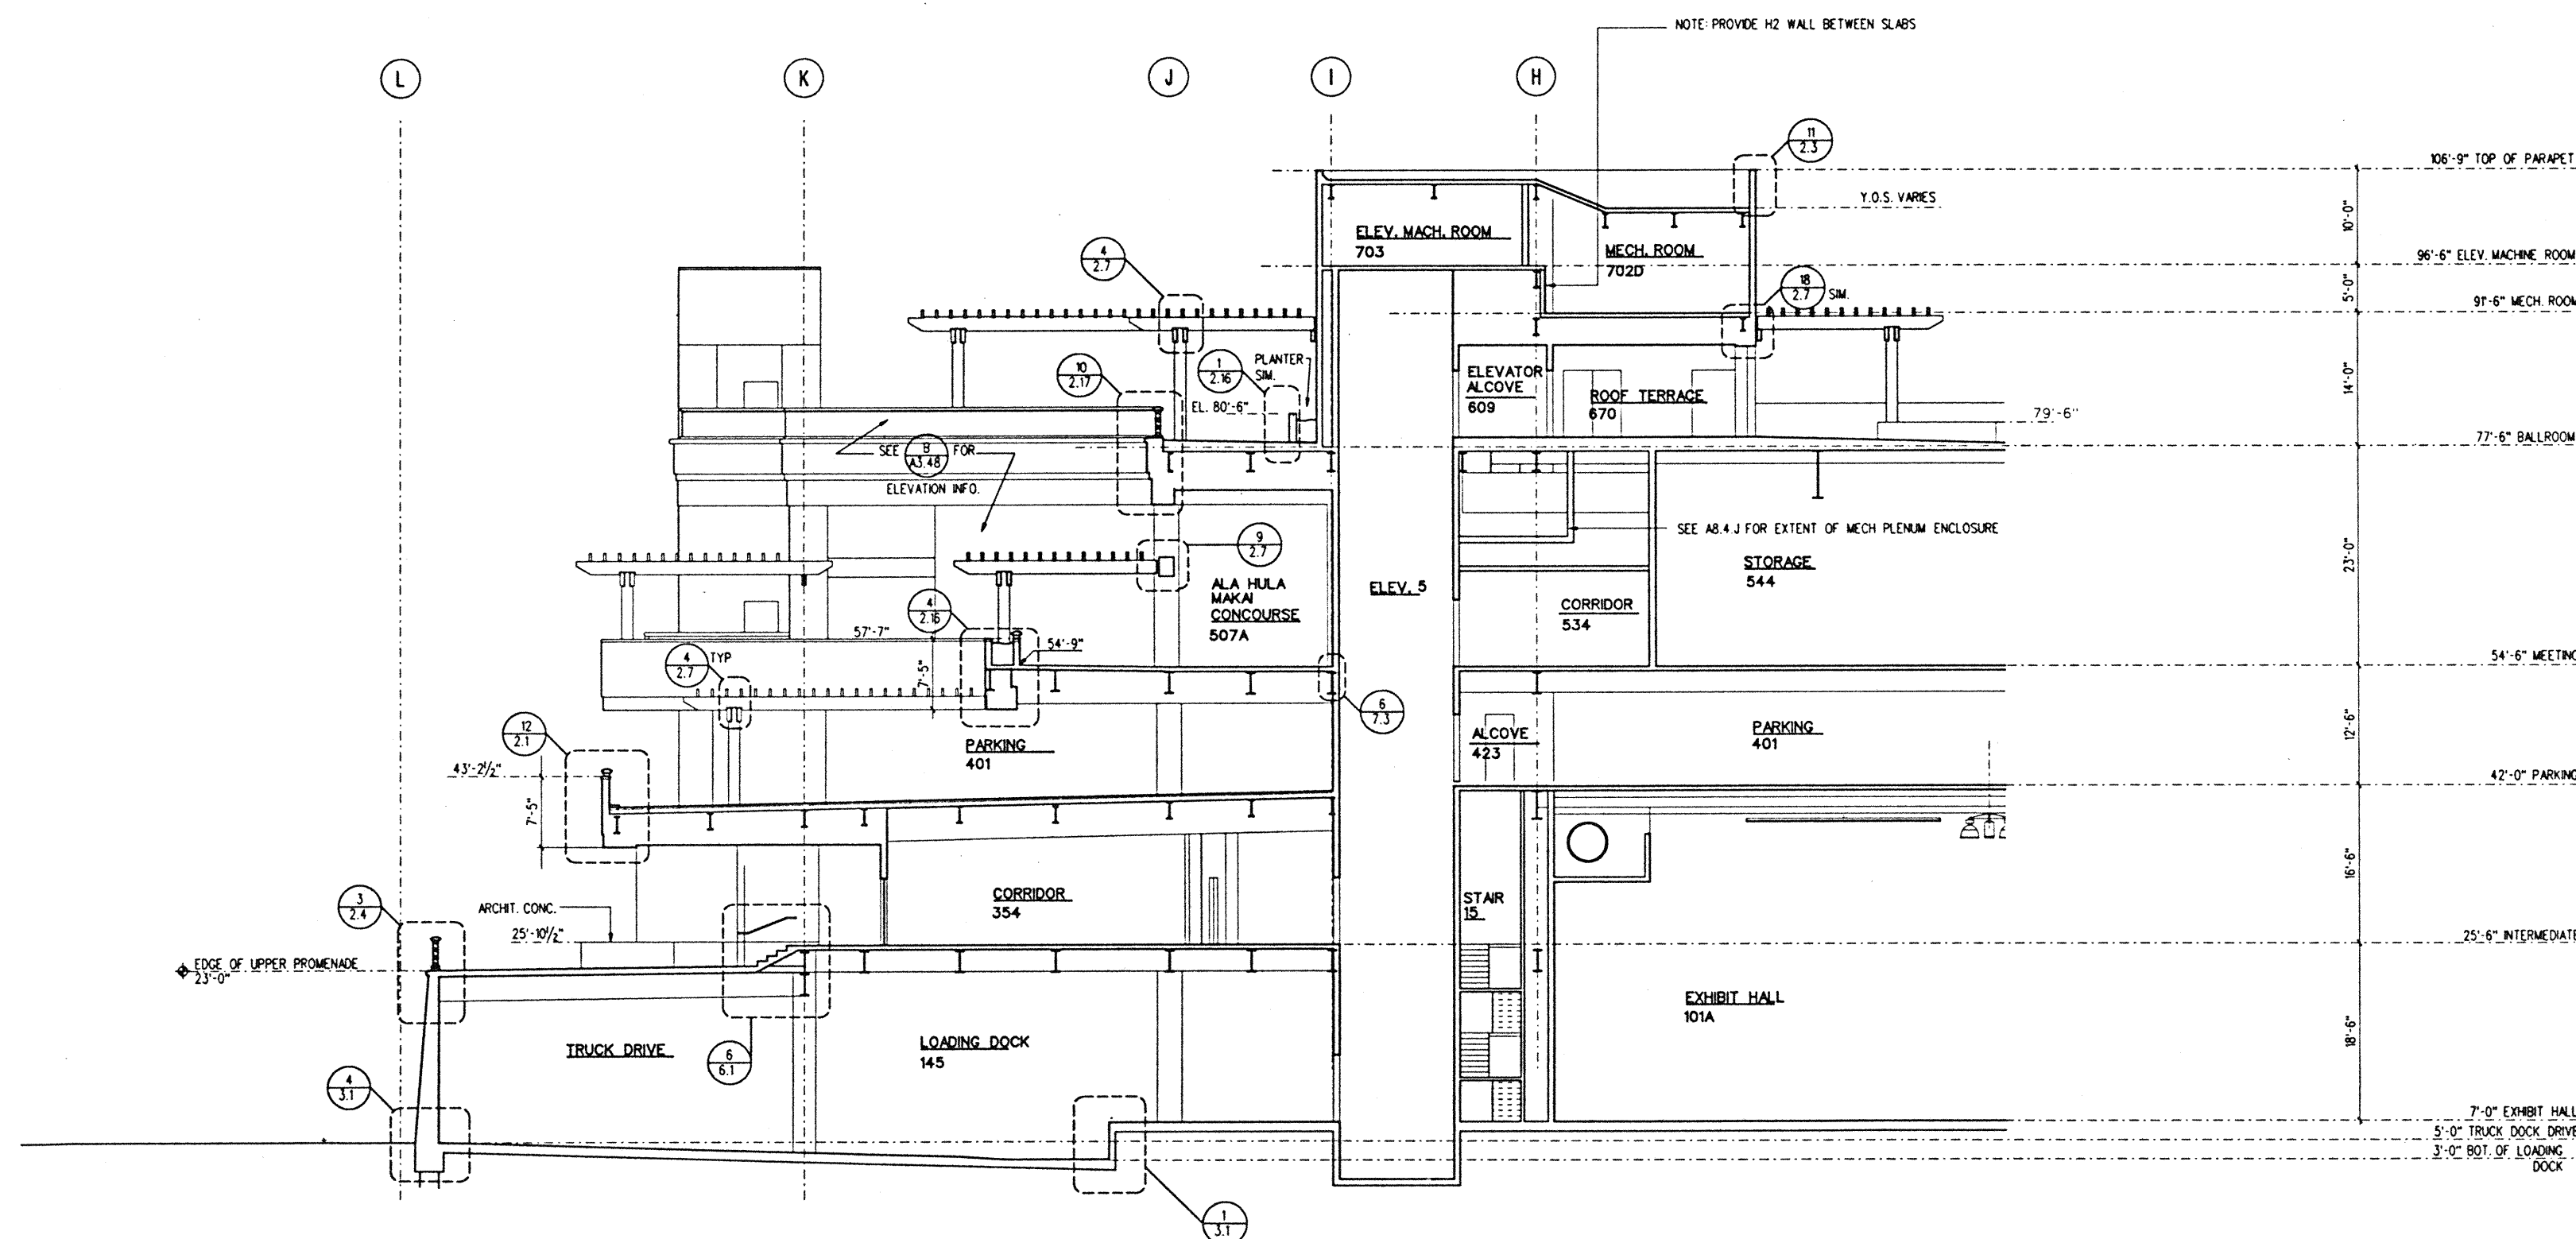 NOTE: PROVIDE H2 WALL BETWEEN SLABS
L
K
J
I
H
11
2.3
106'-9" TOP OF PARAPET
Y.O.S. VARIES
10'-0"
ELEV. MACH. ROOM
703
MECH. ROOM
702D
4
2.7
96'-6" ELEV. MACHINE ROOM
18
2.7
SIM.
5'-0"
91'-6" MECH. ROOM
10
2.17
1
2.16
PLANTER
SIM.
EL. 80'-6"
ELEVATOR
ALCOVE
609
ROOF TERRACE
670
14'-0"
79'-6"
77'-6" BALLROOM
SEE
B
A3.48
FOR
ELEVATION INFO.
SEE A8.4.J FOR EXTENT OF MECH PLENUM ENCLOSURE
9
2.7
STORAGE
544
23'-0"
ALA HULA
MAKAI
CONCOURSE
507A
ELEV. 5
CORRIDOR
534
4
2.16
57'-7"
54'-9"
4
2.7
TYP
7'-5"
54'-6" MEETING
6
7.3
12
2.1
PARKING
401
ALCOVE
423
PARKING
401
12'-6"
43'-2½"
7'-5"
42'-0" PARKING
16'-6"
3
2.4
ARCHIT. CONC.
CORRIDOR
354
STAIR
15
25'-10½"
25'-6" INTERMEDIATE
EDGE OF UPPER PROMENADE
23'-0"
EXHIBIT HALL
101A
18'-6"
TRUCK DRIVE
6
6.1
LOADING DOCK
145
4
3.1
7'-0" EXHIBIT HALL
5'-0" TRUCK DOCK DRIVE
3'-0" BOT. OF LOADING
DOCK
1
3.1